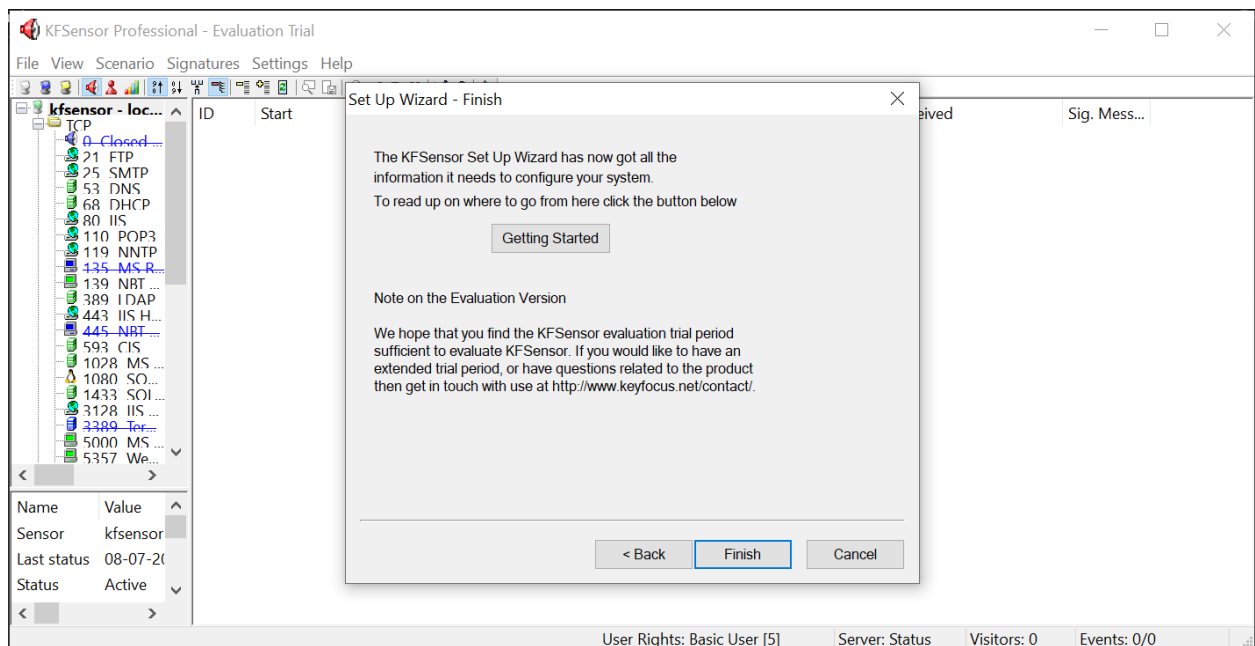 KFSensor Professional - Evaluation Trial
File View Scenario Signatures Settings Help
kfsensor - loc...
TCP
0 Closed ...
21 FTP
25 SMTP
53 DNS
68 DHCP
80 IIS
110 POP3
119 NNTP
135 MS R...
139 NBT ...
389 LDAP
443 IIS H...
445 NBT ...
593 CIS
1028 MS ...
1080 SO...
1433 SQL...
3128 IIS ...
3389 Ter...
5000 MS ...
5357 We...
Name Value
Sensor kfsensor
Last status 08-07-20
Status Active
ID Start eived Sig. Mess...
Set Up Wizard - Finish
The KFSensor Set Up Wizard has now got all the
information it needs to configure your system.
To read up on where to go from here click the button below
Getting Started
Note on the Evaluation Version
We hope that you find the KFSensor evaluation trial period
sufficient to evaluate KFSensor. If you would like to have an
extended trial period, or have questions related to the product
then get in touch with use at http://www.keyfocus.net/contact/.
< Back Finish Cancel
User Rights: Basic User [5] Server: Status Visitors: 0 Events: 0/0